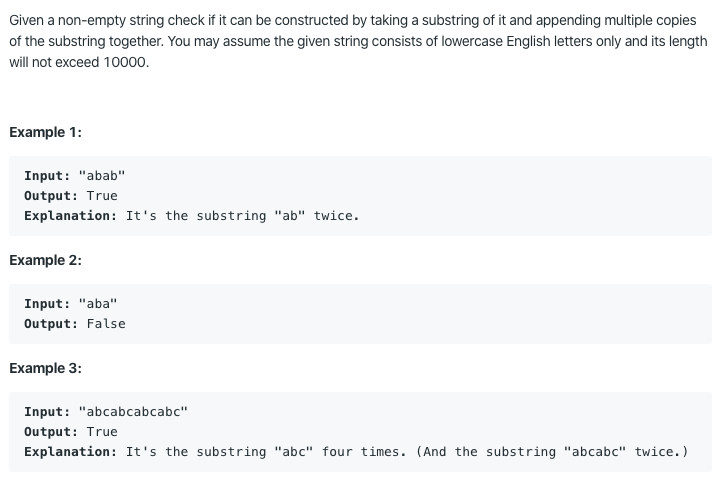 Given a non-empty string check if it can be constructed by taking a substring of it and appending multiple copies
of the substring together. You may assume the given string consists of lowercase English letters only and its length
will not exceed 10000.
Example 1:
Input: "abab"
Output: True
Explanation: It's the substring "ab" twice.
Example 2:
Input: "aba"
Output: False
Example 3:
Input: "abcabcabcabc"
Output: True
Explanation: It's the substring "abc" four times. (And the substring "abcabc" twice.)